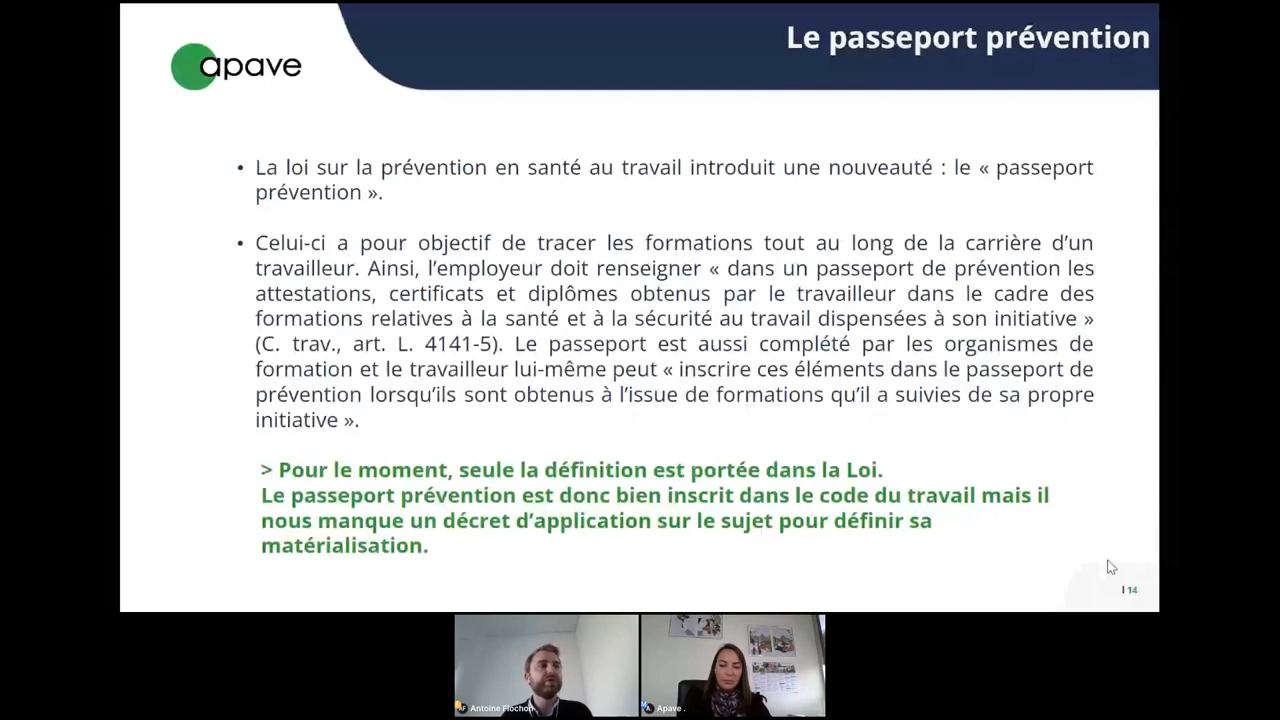 Le passeport prévention
apave
• La loi sur la prévention en santé au travail introduit une nouveauté : le « passeport
prévention ».
• Celui-ci a pour objectif de tracer les formations tout au long de la carrière d’un
travailleur. Ainsi, l’employeur doit renseigner « dans un passeport de prévention les
attestations, certificats et diplômes obtenus par le travailleur dans le cadre des
formations relatives à la santé et à la sécurité au travail dispensées à son initiative »
(C. trav., art. L. 4141-5). Le passeport est aussi complété par les organismes de
formation et le travailleur lui-même peut « inscrire ces éléments dans le passeport de
prévention lorsqu’ils sont obtenus à l’issue de formations qu’il a suivies de sa propre
initiative ».
> Pour le moment, seule la définition est portée dans la Loi.
Le passeport prévention est donc bien inscrit dans le code du travail mais il
nous manque un décret d’application sur le sujet pour définir sa
matérialisation.
I 14
AF Antoine Flochon
A. Apave .